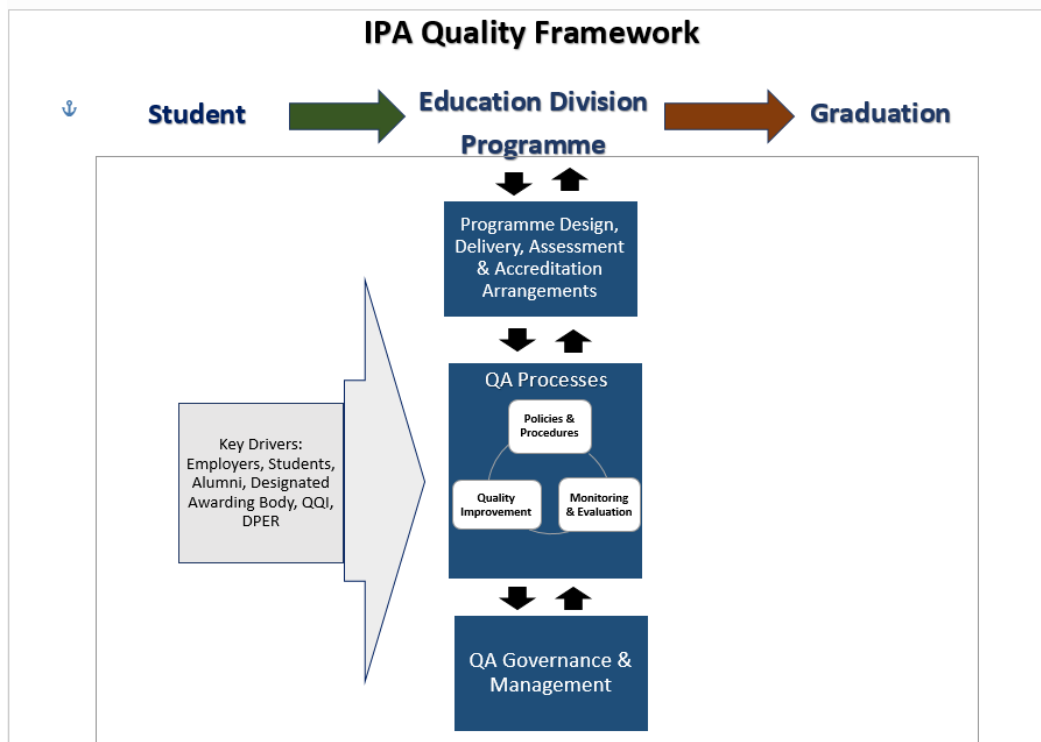 IPA Quality Framework
Student
Education Division
Programme
Graduation
Programme Design,
Delivery, Assessment
& Accreditation
Arrangements
QA Processes
Policies &
Procedures
Quality
Improvement
Monitoring
& Evaluation
Key Drivers:
Employers, Students,
Alumni, Designated
Awarding Body, QQI,
DPER
QA Governance &
Management